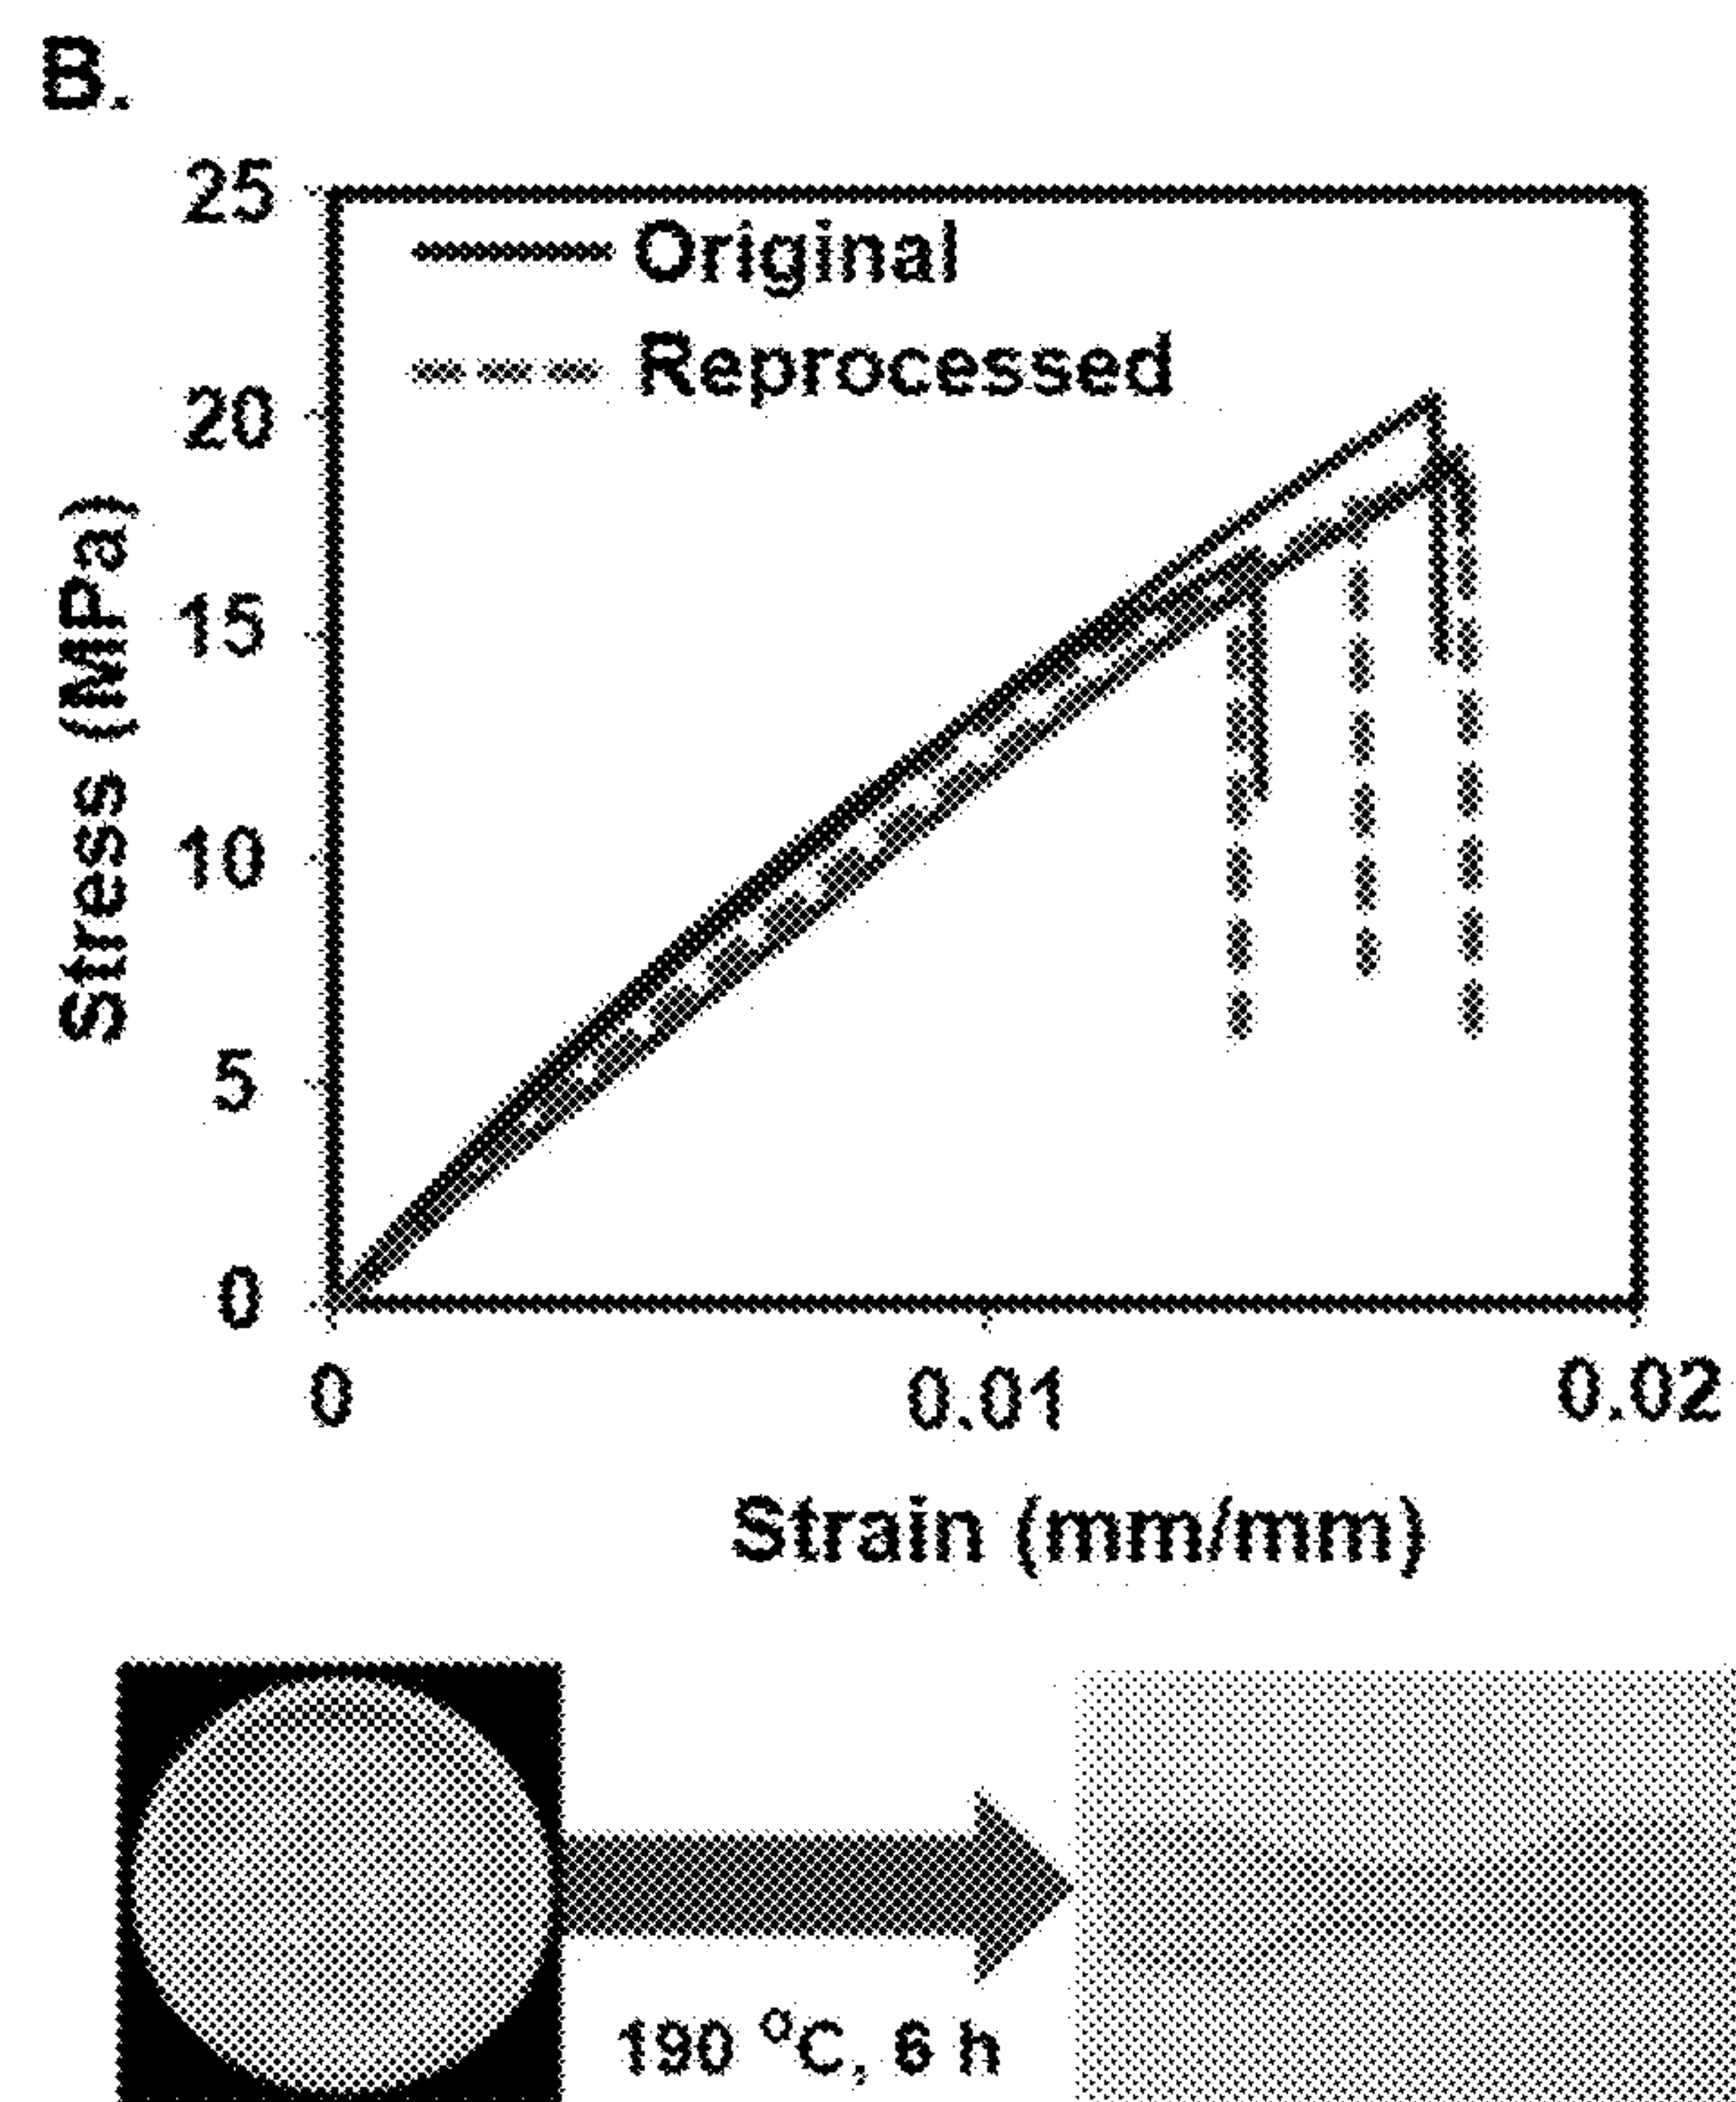 B.
25
Original
Reprocessed
20
15
10
5
0
Stress (MPa)
0 0.01 0.02
Strain (mm/mm)
190 °C, 6 h